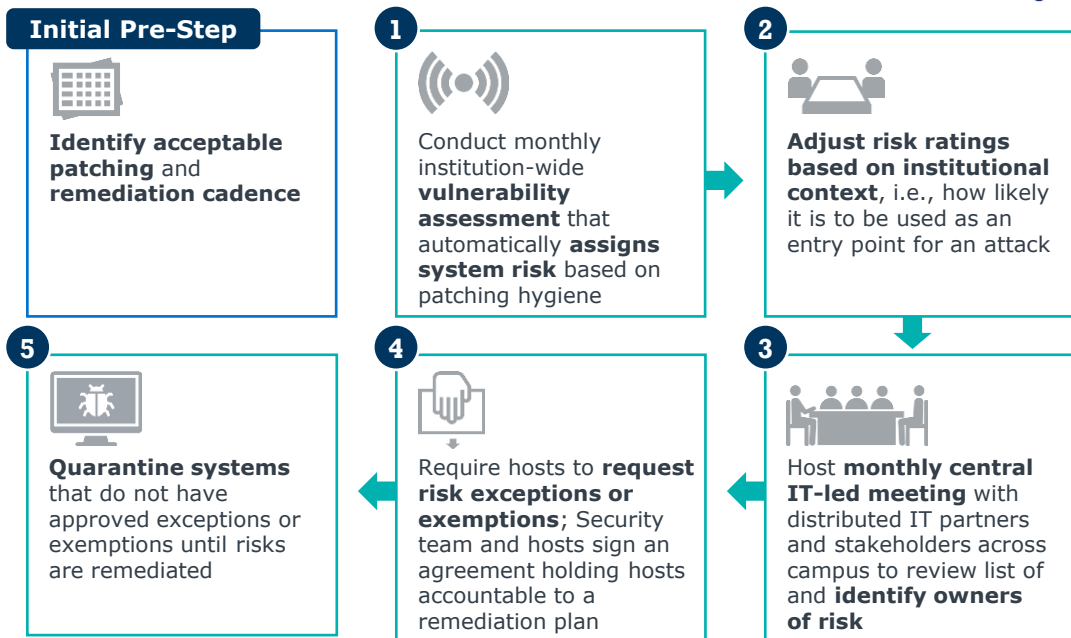 Initial Pre-Step
Identify acceptable
patching and
remediation cadence
1
Conduct monthly
institution-wide
vulnerability
assessment that
automatically assigns
system risk based on
patching hygiene
2
Adjust risk ratings
based on institutional
context, i.e., how likely
it is to be used as an
entry point for an attack
3
Host monthly central
IT-led meeting with
distributed IT partners
and stakeholders across
campus to review list of
and identify owners
of risk
4
Require hosts to request
risk exceptions or
exemptions; Security
team and hosts sign an
agreement holding hosts
accountable to a
remediation plan
5
Quarantine systems
that do not have
approved exceptions or
exemptions until risks
are remediated